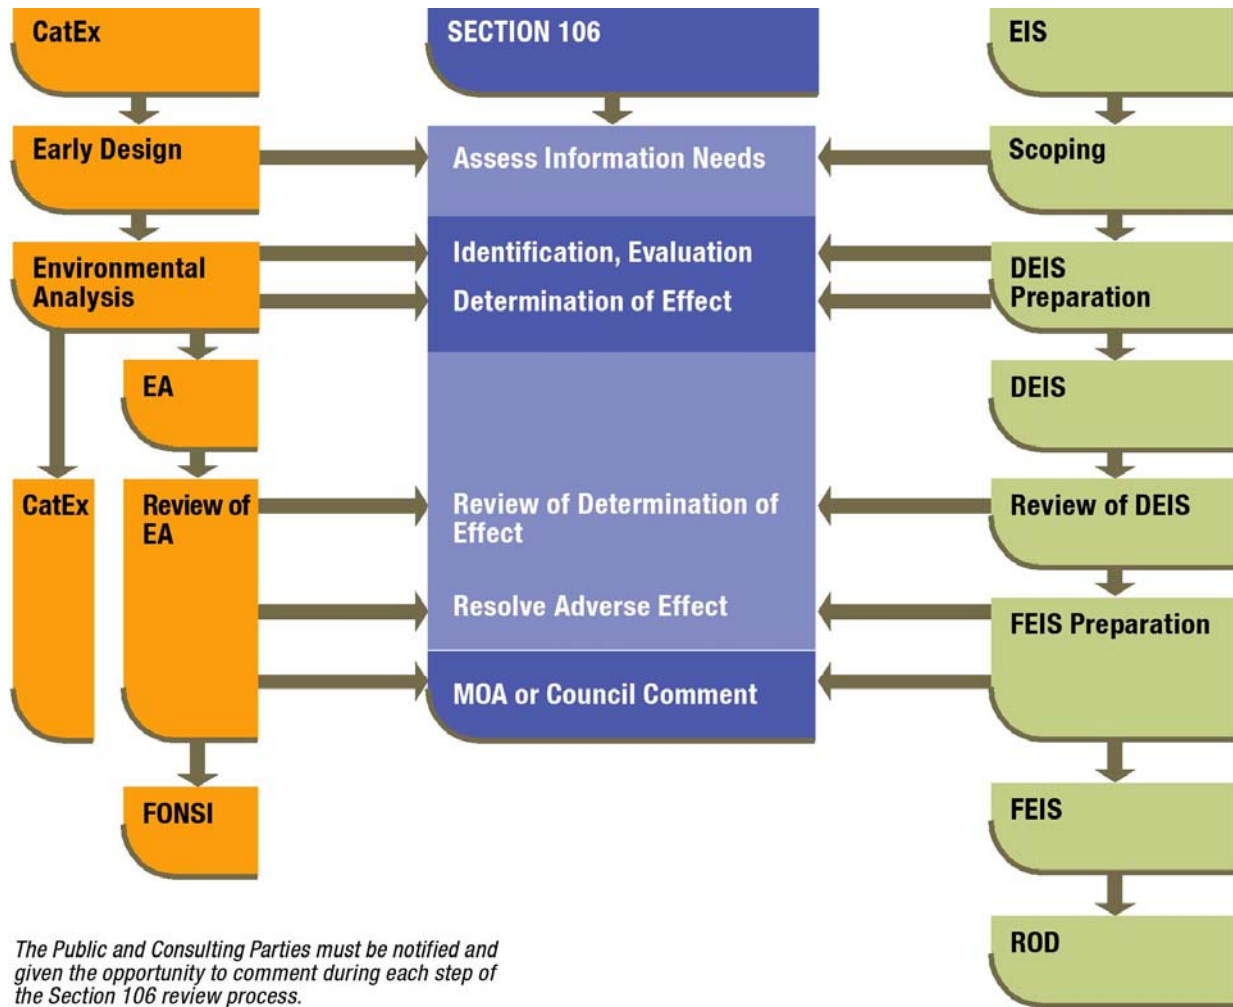 CatEx
SECTION 106
EIS
Early Design
Assess Information Needs
Scoping
Environmental
Analysis
Identification, Evaluation
Determination of Effect
DEIS
Preparation
EA
DEIS
CatEx
Review of
EA
Review of Determination of
Effect
Review of DEIS
Resolve Adverse Effect
FEIS Preparation
MOA or Council Comment
FONSI
FEIS
ROD
The Public and Consulting Parties must be notified and
given the opportunity to comment during each step of
the Section 106 review process.